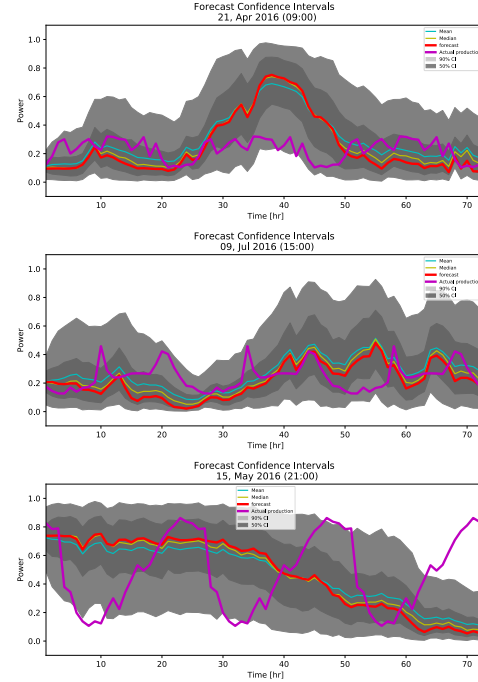 Forecast Confidence Intervals
21, Apr 2016 (09:00)
Mean
Median
forecast
Actual production
90% CI
50% CI
1.0
0.8
0.6
0.4
0.2
0.0
Power
10 20 30 40 50 60 70
Time [hr]
Forecast Confidence Intervals
09, Jul 2016 (15:00)
Mean
Median
forecast
Actual production
90% CI
50% CI
1.0
0.8
0.6
0.4
0.2
0.0
Power
10 20 30 40 50 60 70
Time [hr]
Forecast Confidence Intervals
15, May 2016 (21:00)
Mean
Median
forecast
Actual production
90% CI
50% CI
1.0
0.8
0.6
0.4
0.2
0.0
Power
10 20 30 40 50 60 70
Time [hr]